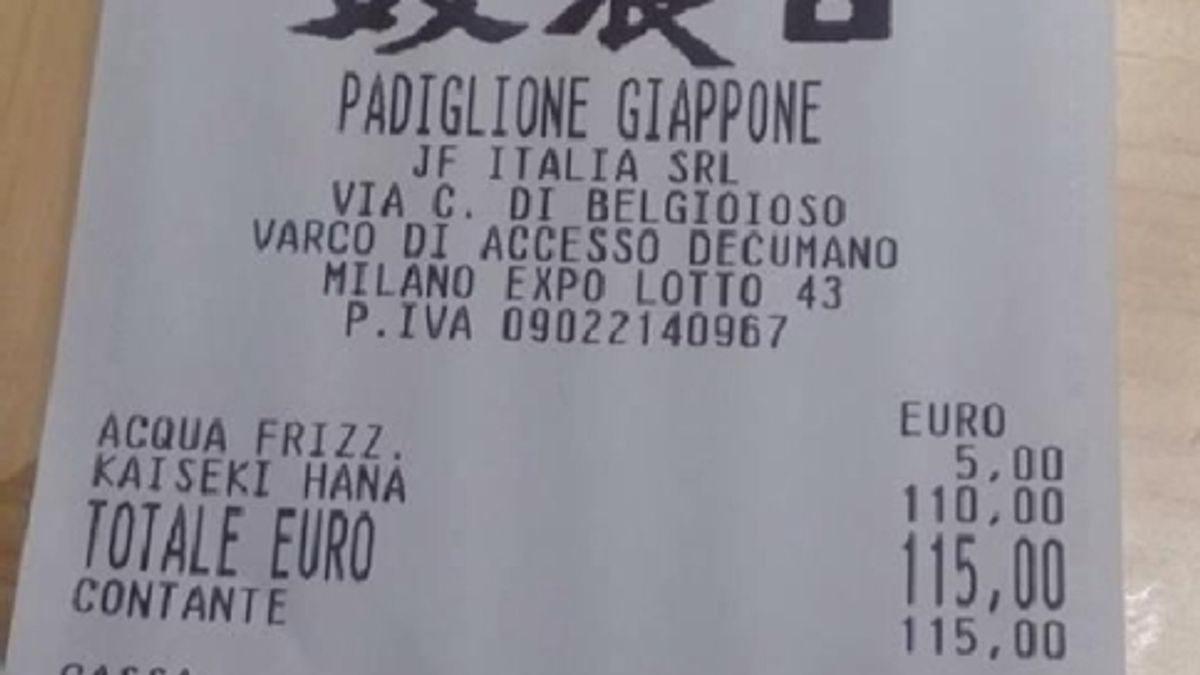 PADIGLIONE GIAPPONE
JF ITALIA SRL
VIA C. DI BELGIOIOSO
VARCO DI ACCESSO DECUMANO
MILANO EXPO LOTTO 43
P.IVA 09022140967
EURO
ACQUA FRIZZ. 5,00
KAISEKI HANA 110,00
TOTALE EURO 115,00
CONTANTE 115,00